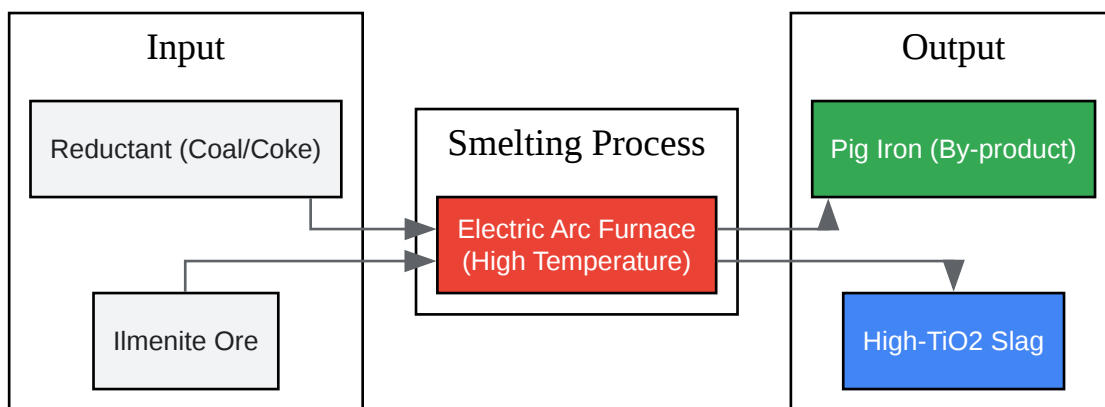 Input
Reductant (Coal/Coke)
Ilmenite Ore
Smelting Process
Electric Arc Furnace
(High Temperature)
Output
Pig Iron (By-product)
High-TiO2 Slag